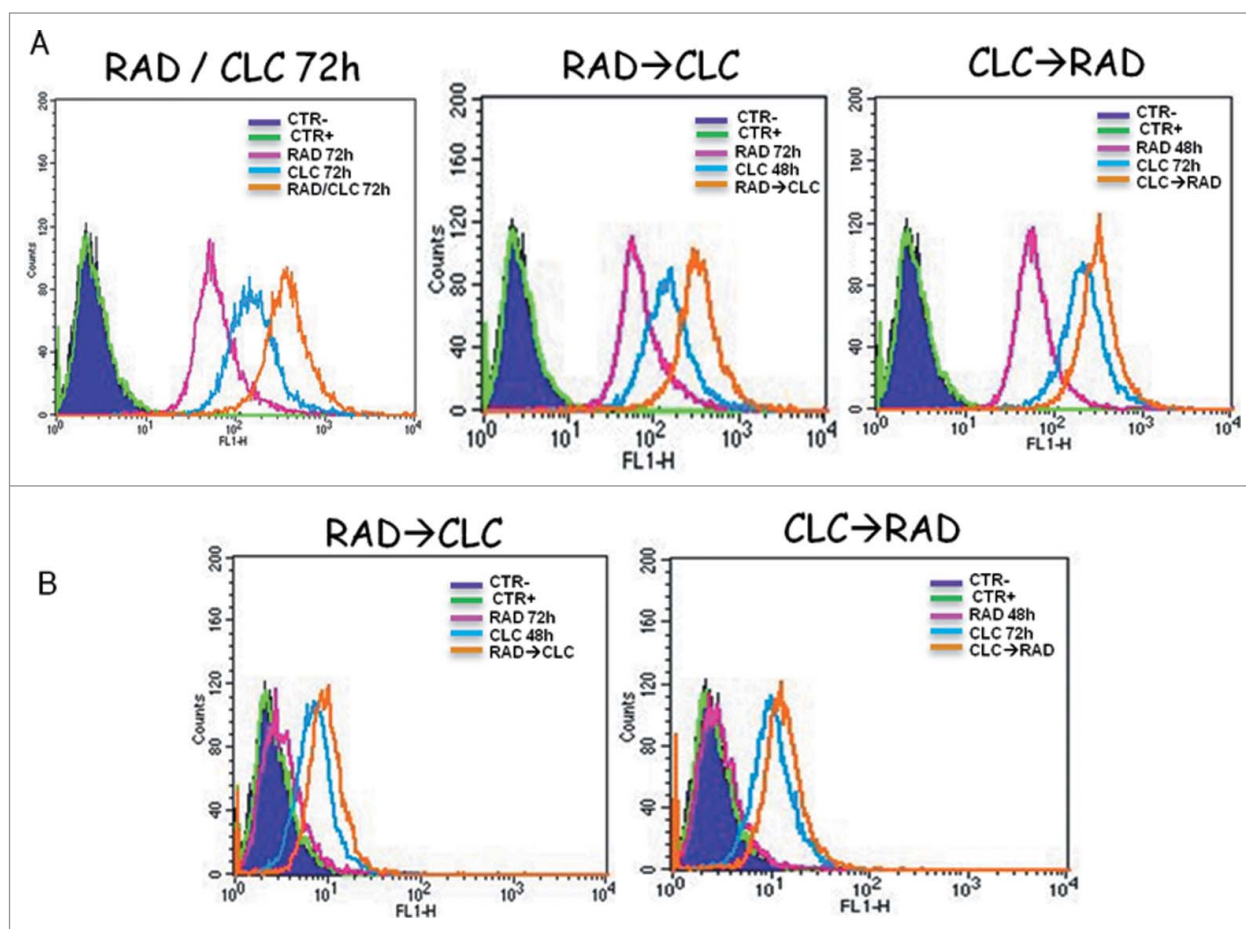 A
RAD / CLC 72h
200
160
120
80
40
0
Counts
CTR-
CTR+
RAD 72h
CLC 72h
RAD/CLC 72h
10⁰
10¹
10²
10³
10⁴
FL1-H
RAD→CLC
200
160
120
80
40
0
Counts
CTR-
CTR+
RAD 72h
CLC 48h
RAD→CLC
10⁰
10¹
10²
10³
10⁴
FL1-H
CLC→RAD
200
160
120
80
40
0
CTR-
CTR+
RAD 48h
CLC 72h
CLC→RAD
10⁰
10¹
10²
10³
10⁴
FL1-H
B
RAD→CLC
200
160
120
80
40
0
Counts
CTR-
CTR+
RAD 72h
CLC 48h
RAD→CLC
10⁰
10¹
10²
10³
10⁴
FL1-H
CLC→RAD
200
160
120
80
40
0
Counts
CTR-
CTR+
RAD 48h
CLC 72h
CLC→RAD
10⁰
10¹
10²
10³
10⁴
FL1-H